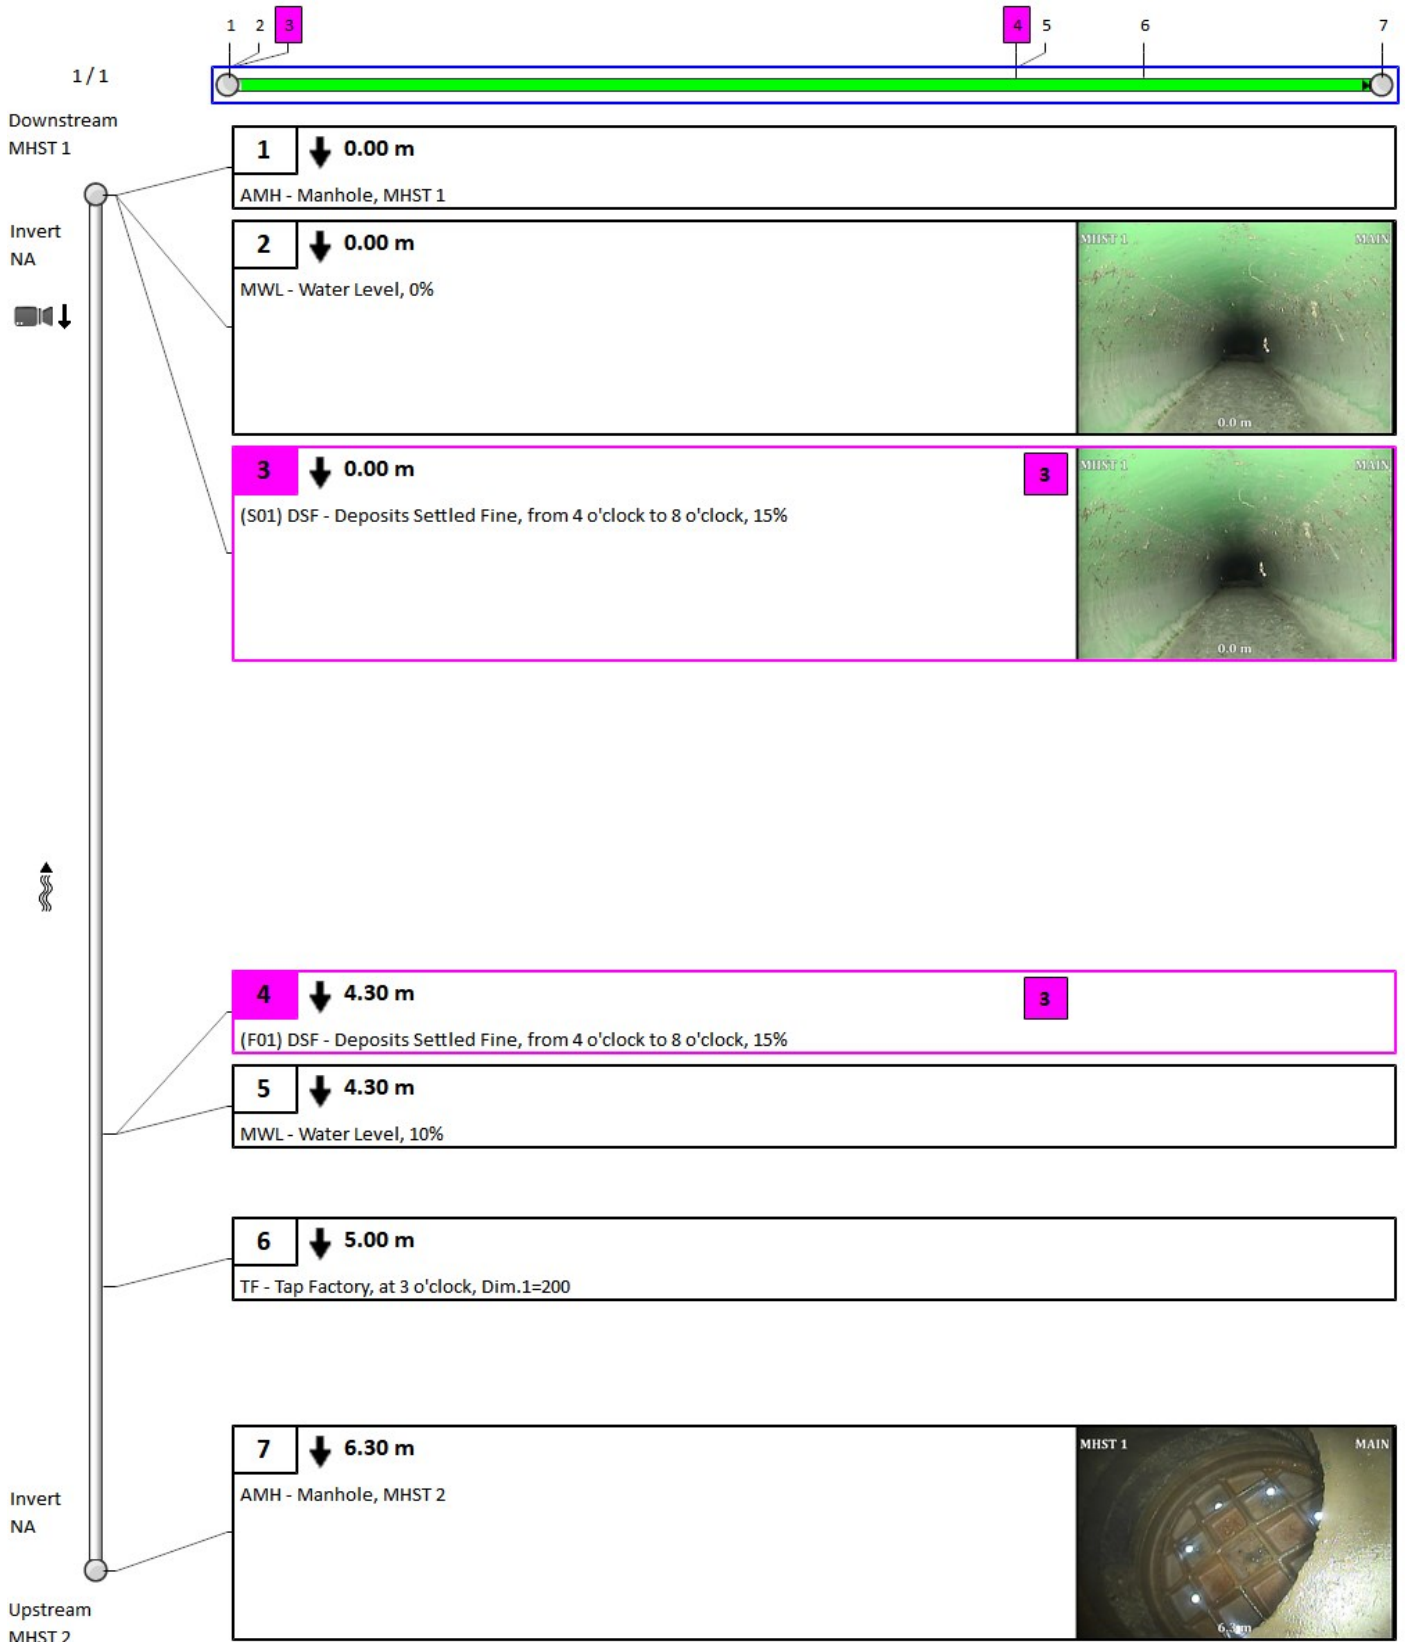 1 2 3 4 5 6 7
1 / 1
Downstream
MHST 1
1 0.00 m
AMH - Manhole, MHST 1
Invert
NA
2 0.00 m
MWL - Water Level, 0%
MHST 1 MAIN
0.0 m
3 0.00 m 3
(S01) DSF - Deposits Settled Fine, from 4 o'clock to 8 o'clock, 15%
MHST 1 MAIN
0.0 m
4 4.30 m 3
(F01) DSF - Deposits Settled Fine, from 4 o'clock to 8 o'clock, 15%
5 4.30 m
MWL - Water Level, 10%
6 5.00 m
TF - Tap Factory, at 3 o'clock, Dim.1=200
7 6.30 m
AMH - Manhole, MHST 2
MHST 1 MAIN
6.3 m
Invert
NA
Upstream
MHST 2